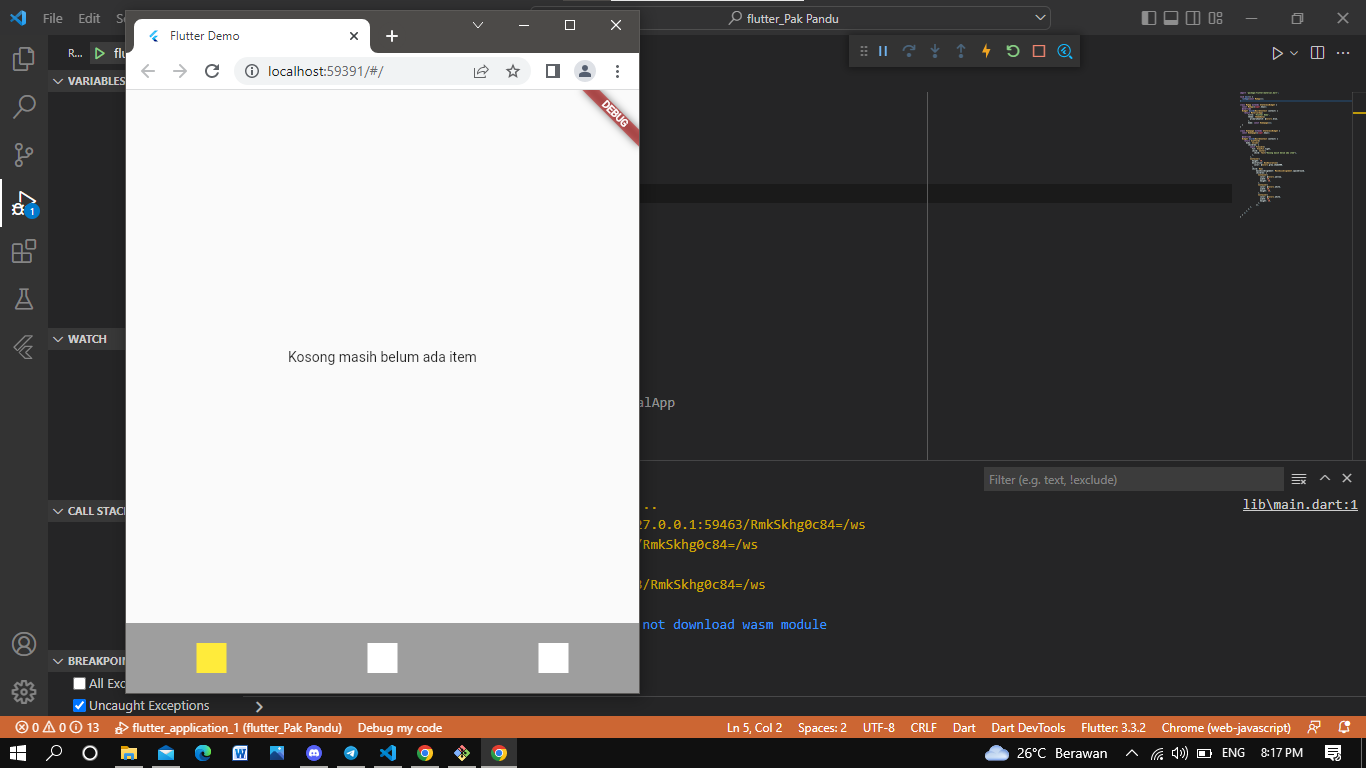 File Edit Se
flutter_Pak Pandu
Flutter Demo
R... flu
localhost:59391/#/
VARIABLES
DEBUG
1
WATCH
Kosong masih belum ada item
alApp
Filter (e.g. text, !exclude)
CALL STACK
..
lib\main.dart:1
27.0.0.1:59463/RmkSkhg0c84=/ws
/RmkSkhg0c84=/ws
3/RmkSkhg0c84=/ws
not download wasm module
BREAKPOIN
All Exc
Uncaught Exceptions
0 0 13 flutter_application_1 (flutter_Pak Pandu) Debug my code Ln 5, Col 2 Spaces: 2 UTF-8 CRLF Dart Dart DevTools Flutter: 3.3.2 Chrome (web-javascript)
26°C Berawan ENG 8:17 PM